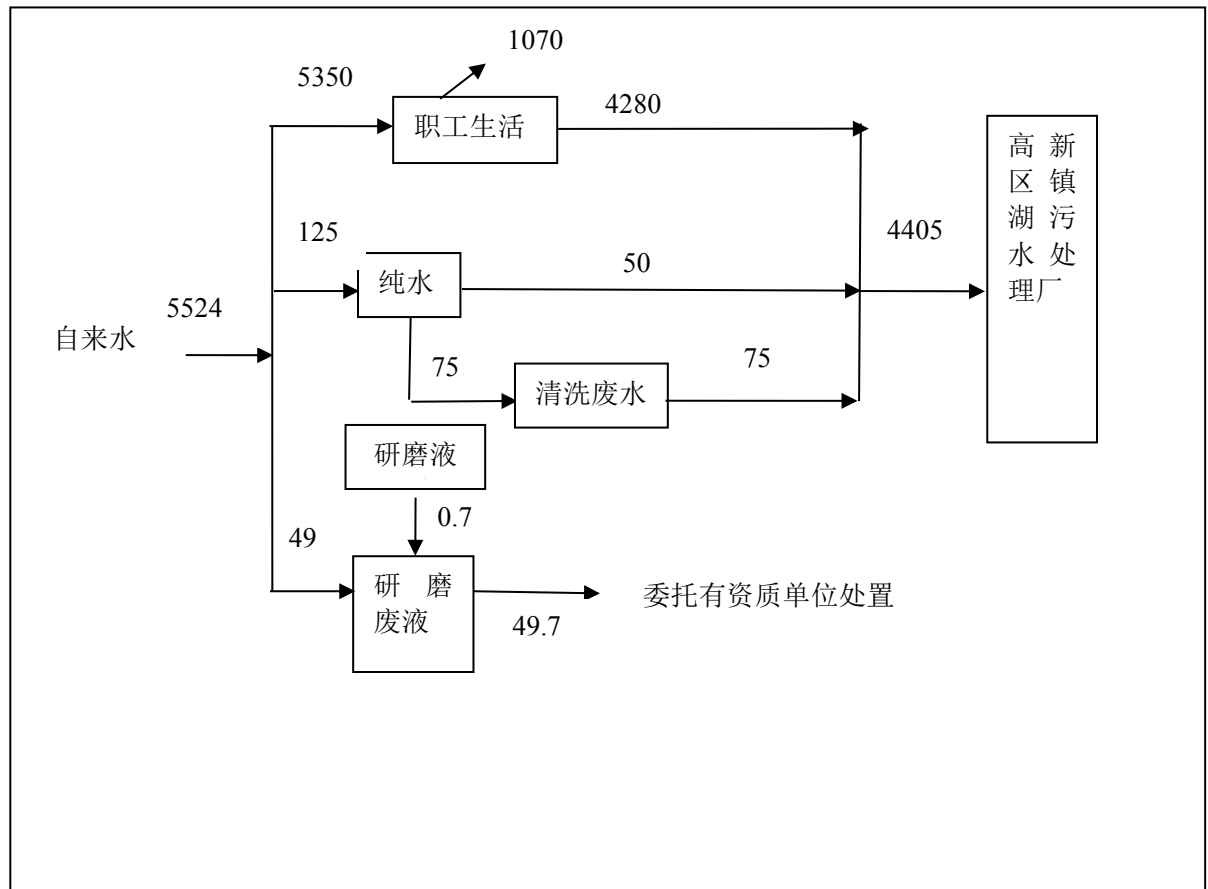 1070
5350
4280
职工生活
高新
区镇
湖污
水处
理厂
125
50
4405
纯水
5524
自来水
75
75
清洗废水
研磨液
0.7
49
研磨
废液
49.7
委托有资质单位处置